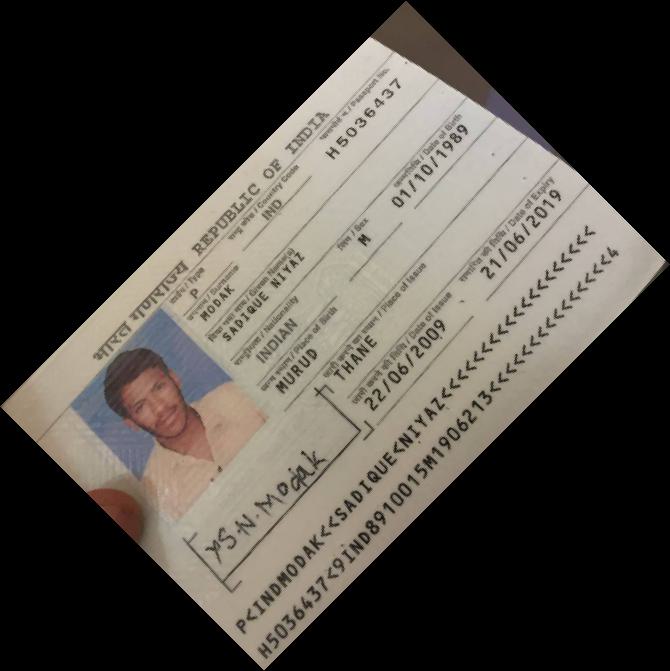 भारत गणराज्य REPUBLIC OF INDIA
टाईप / Type
राष्ट्र कोड / Country Code
पासपोर्ट नं. / Passport No.
P
IND
H5036437
उपनाम / Surname
MODAK
दिया गया नाम / Given Name(s)
SADIQUE NIYAZ
राष्ट्रीयता / Nationality
लिंग / Sex
जन्मतिथि / Date of Birth
INDIAN
M
01/10/1989
जन्म स्थान / Place of Birth
MURUD
जारी करने का स्थान / Place of Issue
THANE
जारी करने की तिथि / Date of Issue
समाप्ति की तिथि / Date of Expiry
22/06/2009
21/06/2019
S.N.Modak
P<INDMODAK<<SADIQUE<NIYAZ<<<<<<<<<<<<<<<<<<<
H5036437<9IND8910015M1906213<<<<<<<<<<<<<<<4